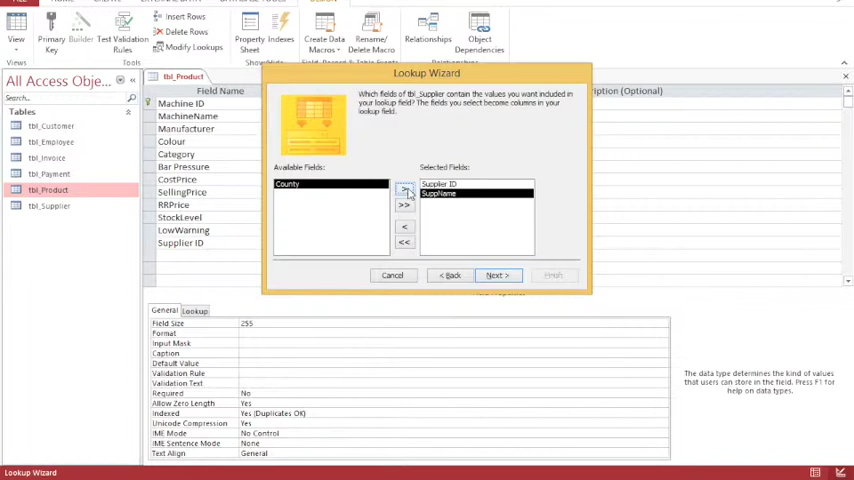 View
Primary
Key
Builder
Test Validation
Rules
Insert Rows
Delete Rows
Modify Lookups
Property
Sheet
Indexes
Create Data
Macros
Rename/
Delete Macro
Relationships
Object
Dependencies
Show/Hide
Relationships
All Access Obje...
Search...
Tables
tbl_Customer
tbl_Employee
tbl_Invoice
tbl_Payment
tbl_Product
tbl_Supplier
tbl_Product
Field Name
ription (Optional)
Machine ID
MachineName
Manufacturer
Colour
Category
Bar Pressure
CostPrice
SellingPrice
RRPrice
StockLevel
LowWarning
Supplier ID
Lookup Wizard
Which fields of tbl_Supplier contain the values you want included in
your lookup field? The fields you select become columns in your
lookup field.
Available Fields:
County
>
>>
<
<<
Selected Fields:
Supplier ID
SuppName
Cancel
< Back
Next >
Finish
General
Lookup
Field Size 255
Format
Input Mask
Caption
Default Value
Validation Rule
Validation Text
Required No
Allow Zero Length Yes
Indexed Yes (Duplicates OK)
Unicode Compression Yes
IME Mode No Control
IME Sentence Mode None
Text Align General
The data type determines the kind of values
that users can store in the field. Press F1 for
help on data types.
Lookup Wizard